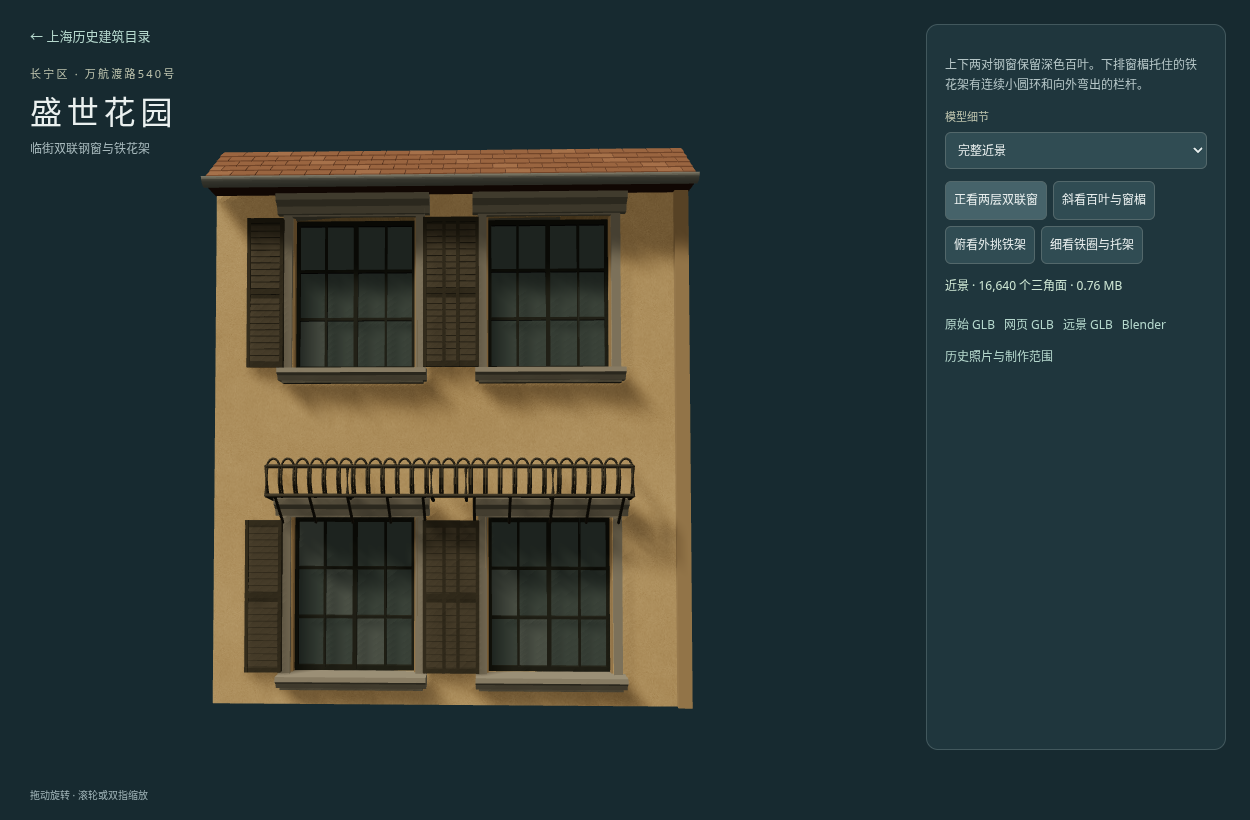 ← 上海历史建筑目录
长宁区 · 万航渡路540号
盛世花园
临街双联钢窗与铁花架
上下两对钢窗保留深色百叶。下排窗楣托住的铁
花架有连续小圆环和向外弯出的栏杆。
模型细节
完整近景
正看两层双联窗 斜看百叶与窗楣
俯看外挑铁架 细看铁圈与托架
近景 · 16,640 个三角面 · 0.76 MB
原始 GLB 网页 GLB 远景 GLB Blender
历史照片与制作范围
拖动旋转 · 滚轮或双指缩放